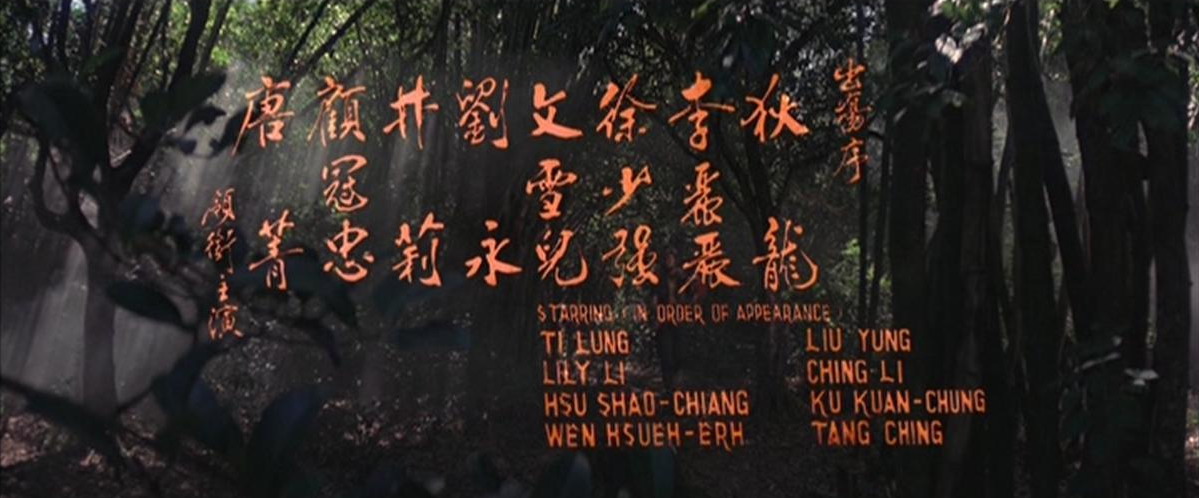 出場序
狄龍
李麗麗
徐少強
文雪兒
劉永
井莉
顧冠忠
唐菁
領銜主演
STARRING (IN ORDER OF APPEARANCE)
TI LUNG
LILY LI
HSU SHAO-CHIANG
WEN HSUEH-ERH
LIU YUNG
CHING LI
KU KUAN-CHUNG
TANG CHING